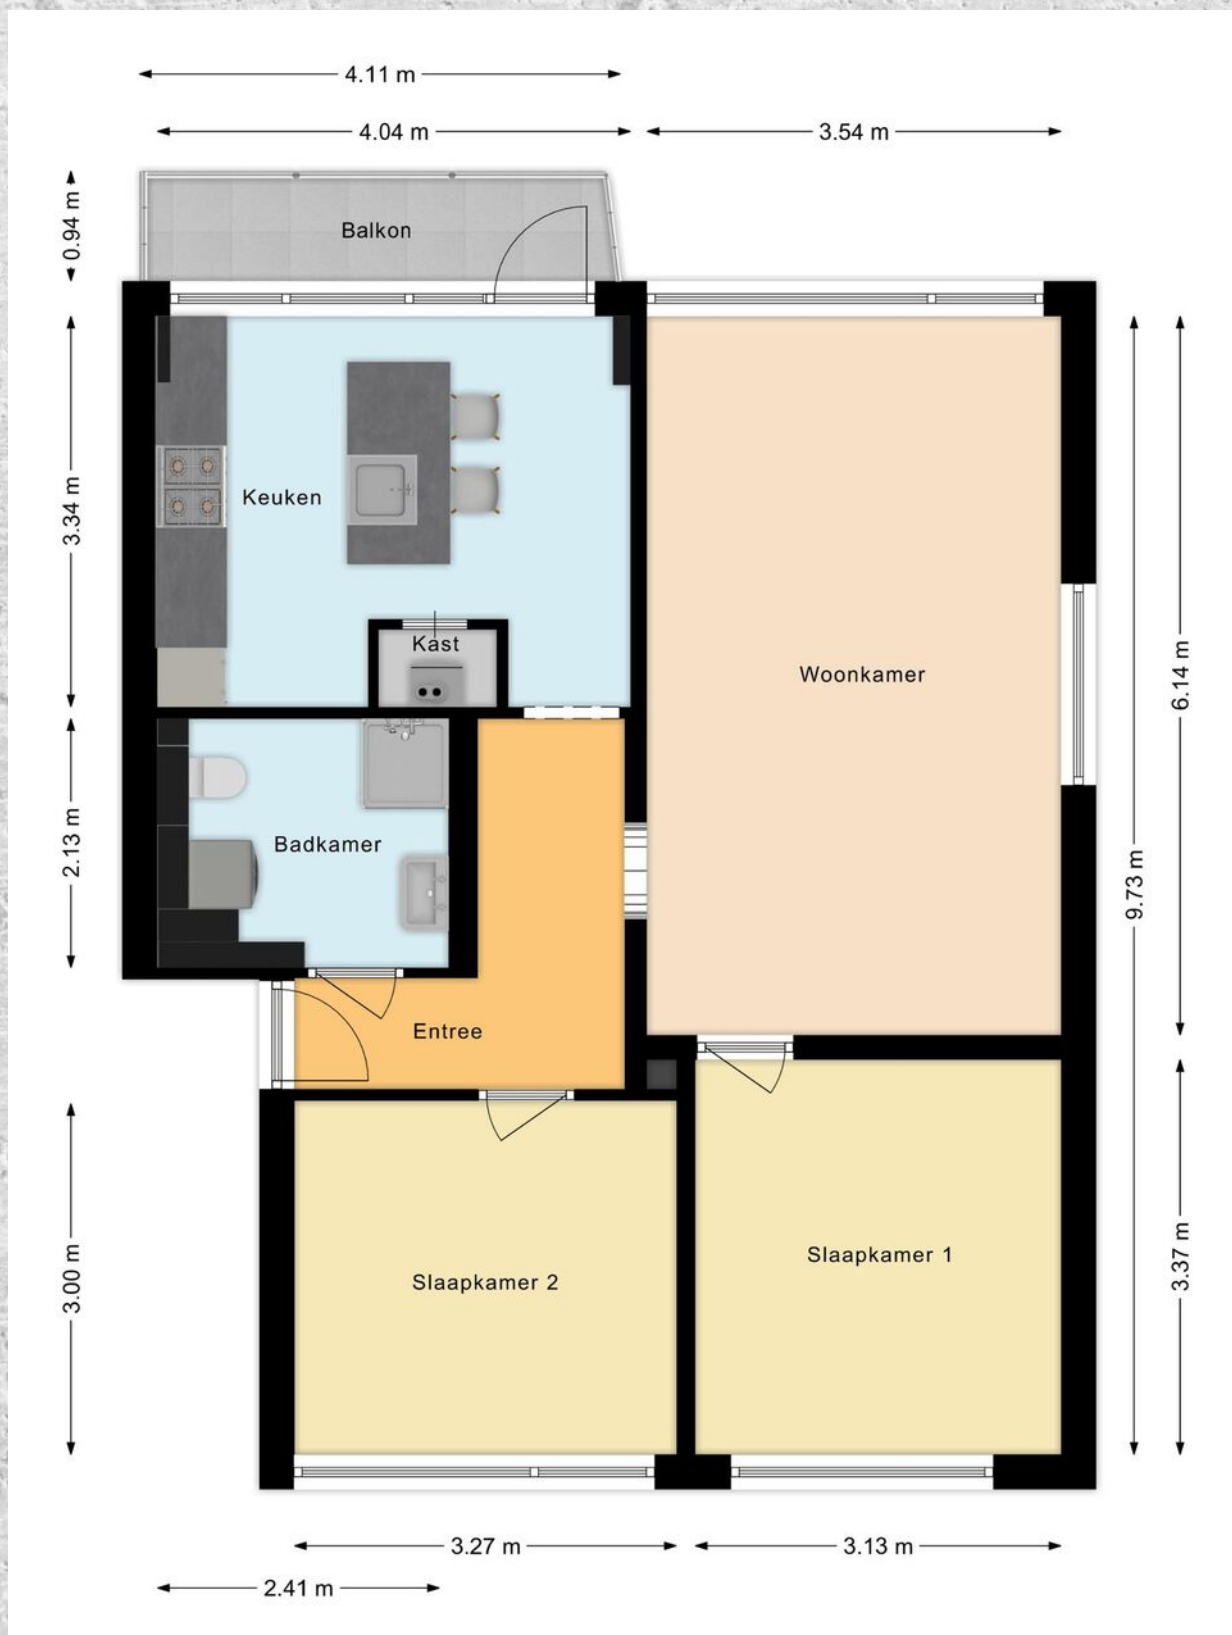 4.11 m
4.04 m
3.54 m
0.94 m
Balkon
3.34 m
Keuken
Kast
Woonkamer
6.14 m
9.73 m
2.13 m
Badkamer
Entree
3.00 m
Slaapkamer 2
Slaapkamer 1
3.37 m
3.27 m
3.13 m
2.41 m